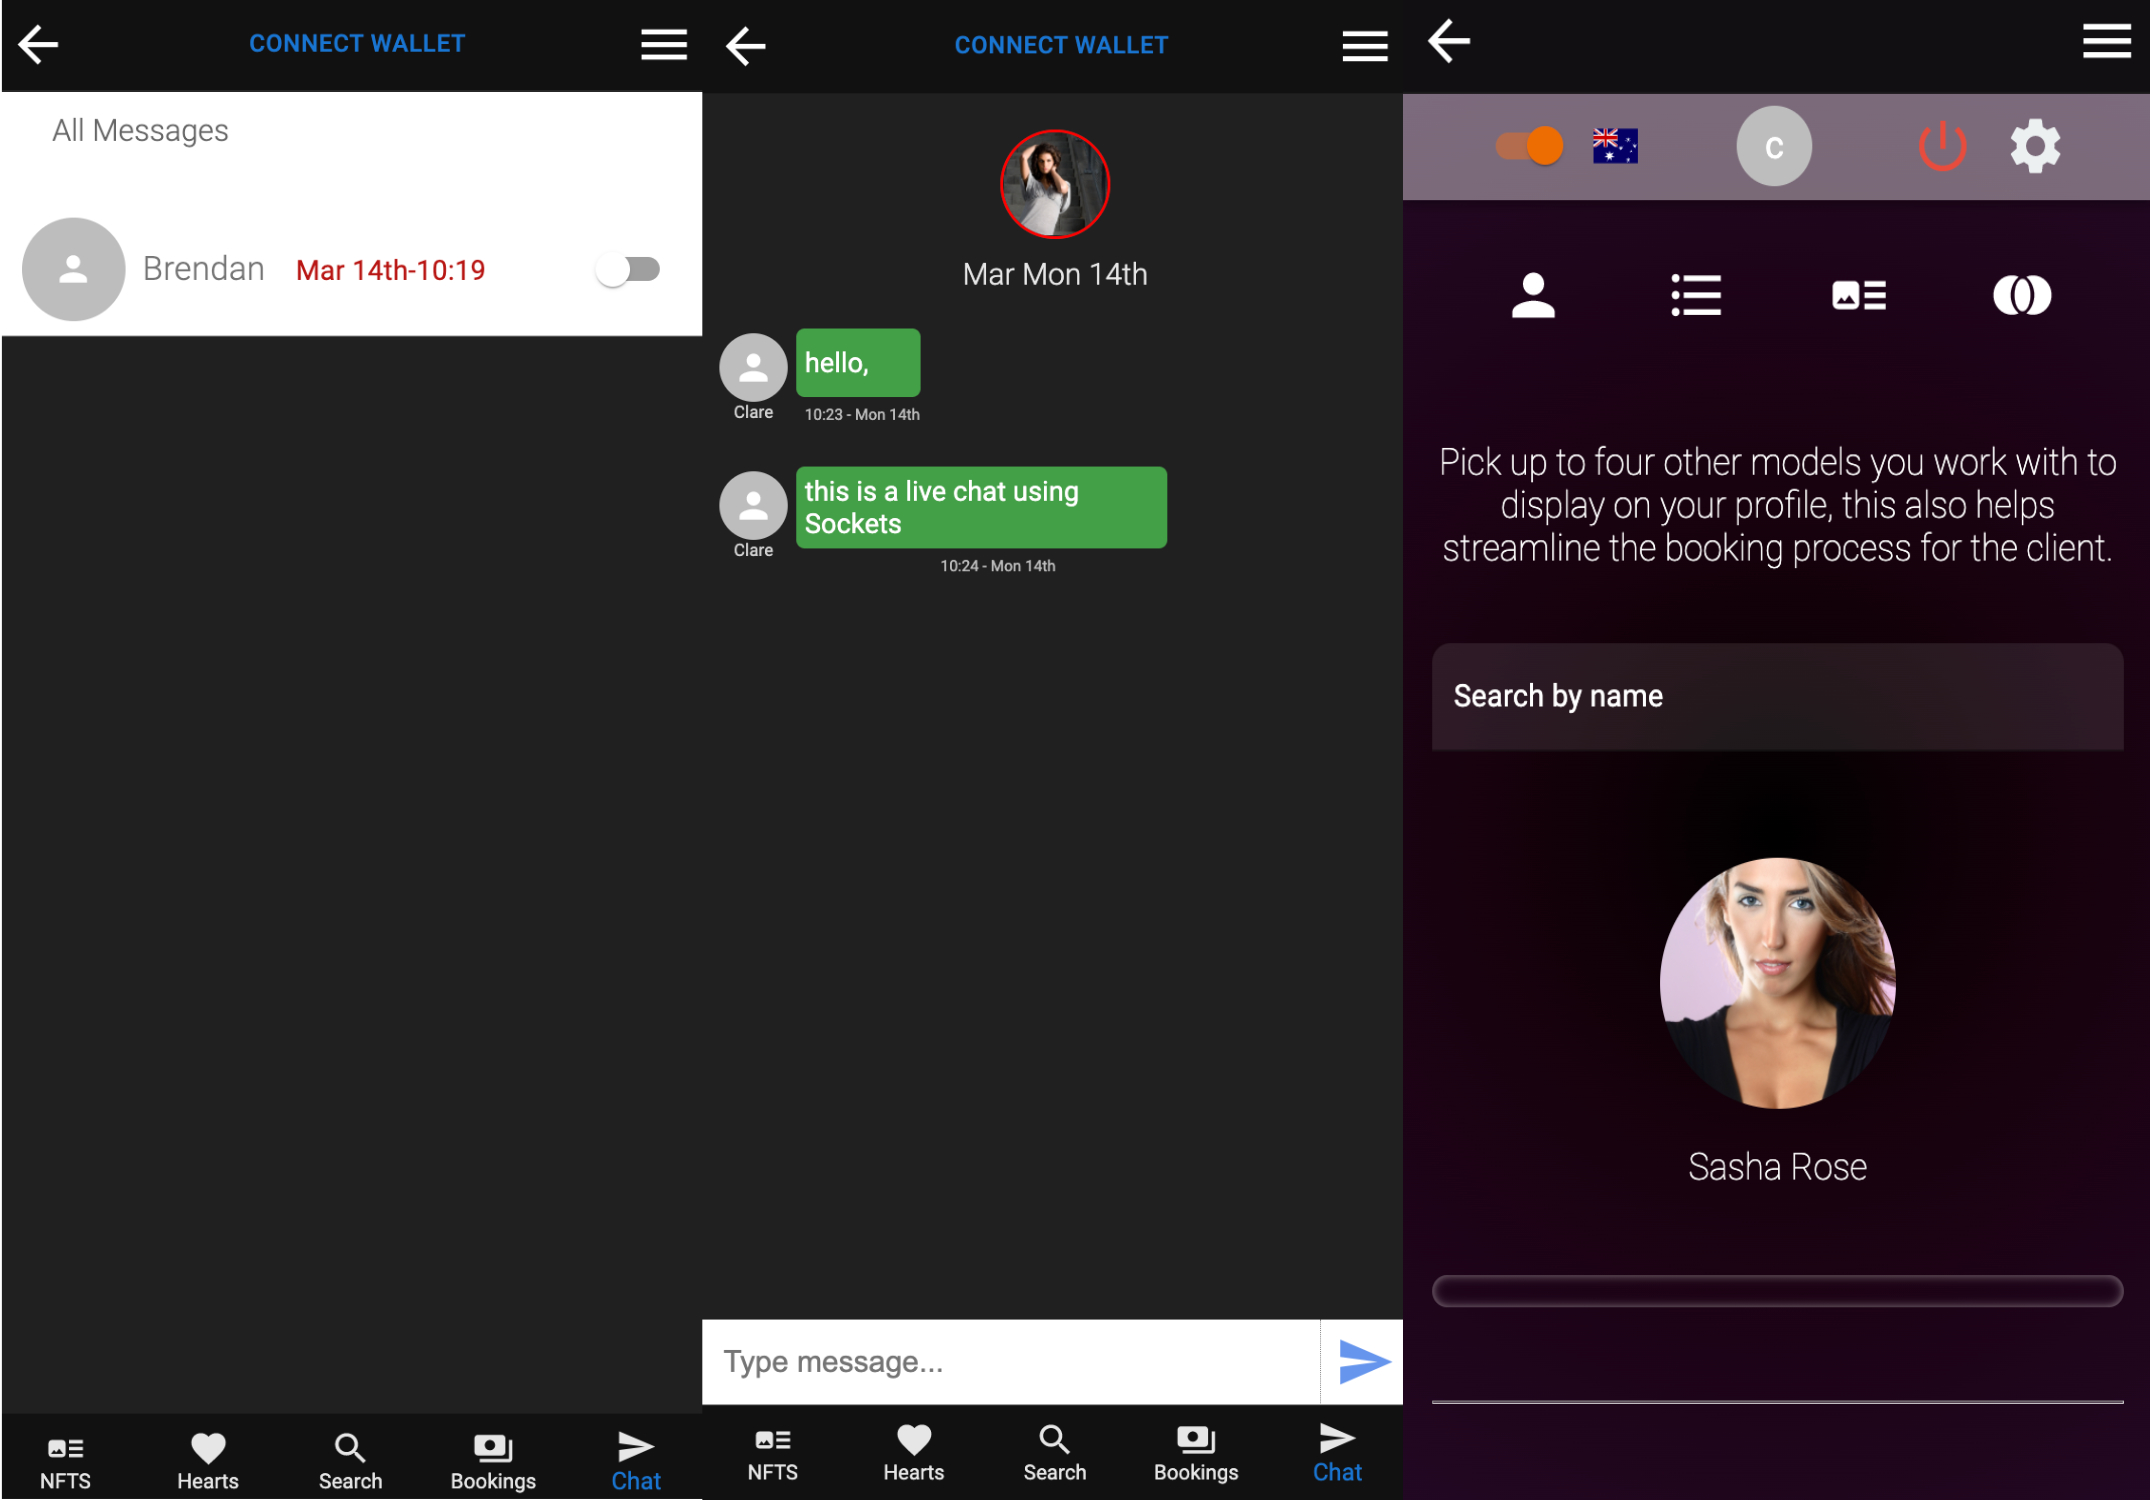 CONNECT WALLET
All Messages
Brendan Mar 14th-10:19
NFTS Hearts Search Bookings Chat
CONNECT WALLET
Mar Mon 14th
hello,
Clare
10:23 - Mon 14th
this is a live chat using
Sockets
Clare
10:24 - Mon 14th
Type message...
NFTS Hearts Search Bookings Chat
C
Pick up to four other models you work with to
display on your profile, this also helps
streamline the booking process for the client.
Search by name
Sasha Rose